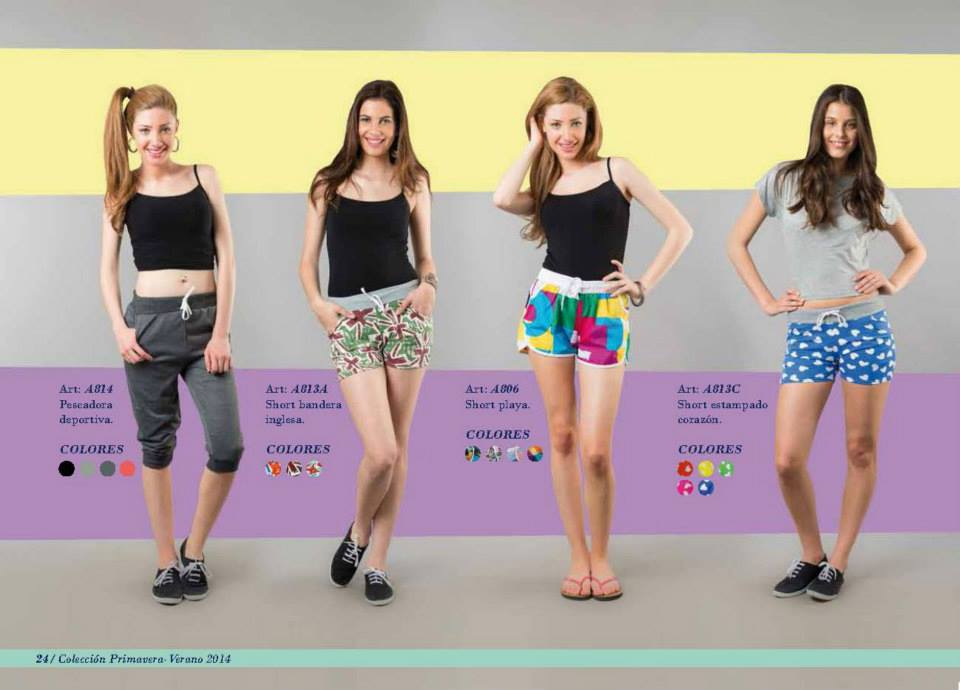 Art: A814
Pescadora
deportiva.
COLORES
Art: A813A
Short bandera
inglesa.
COLORES
Art: A806
Short playa.
COLORES
Art: A813C
Short estampado
corazón.
COLORES
24/ Colección Primavera-Verano 2014